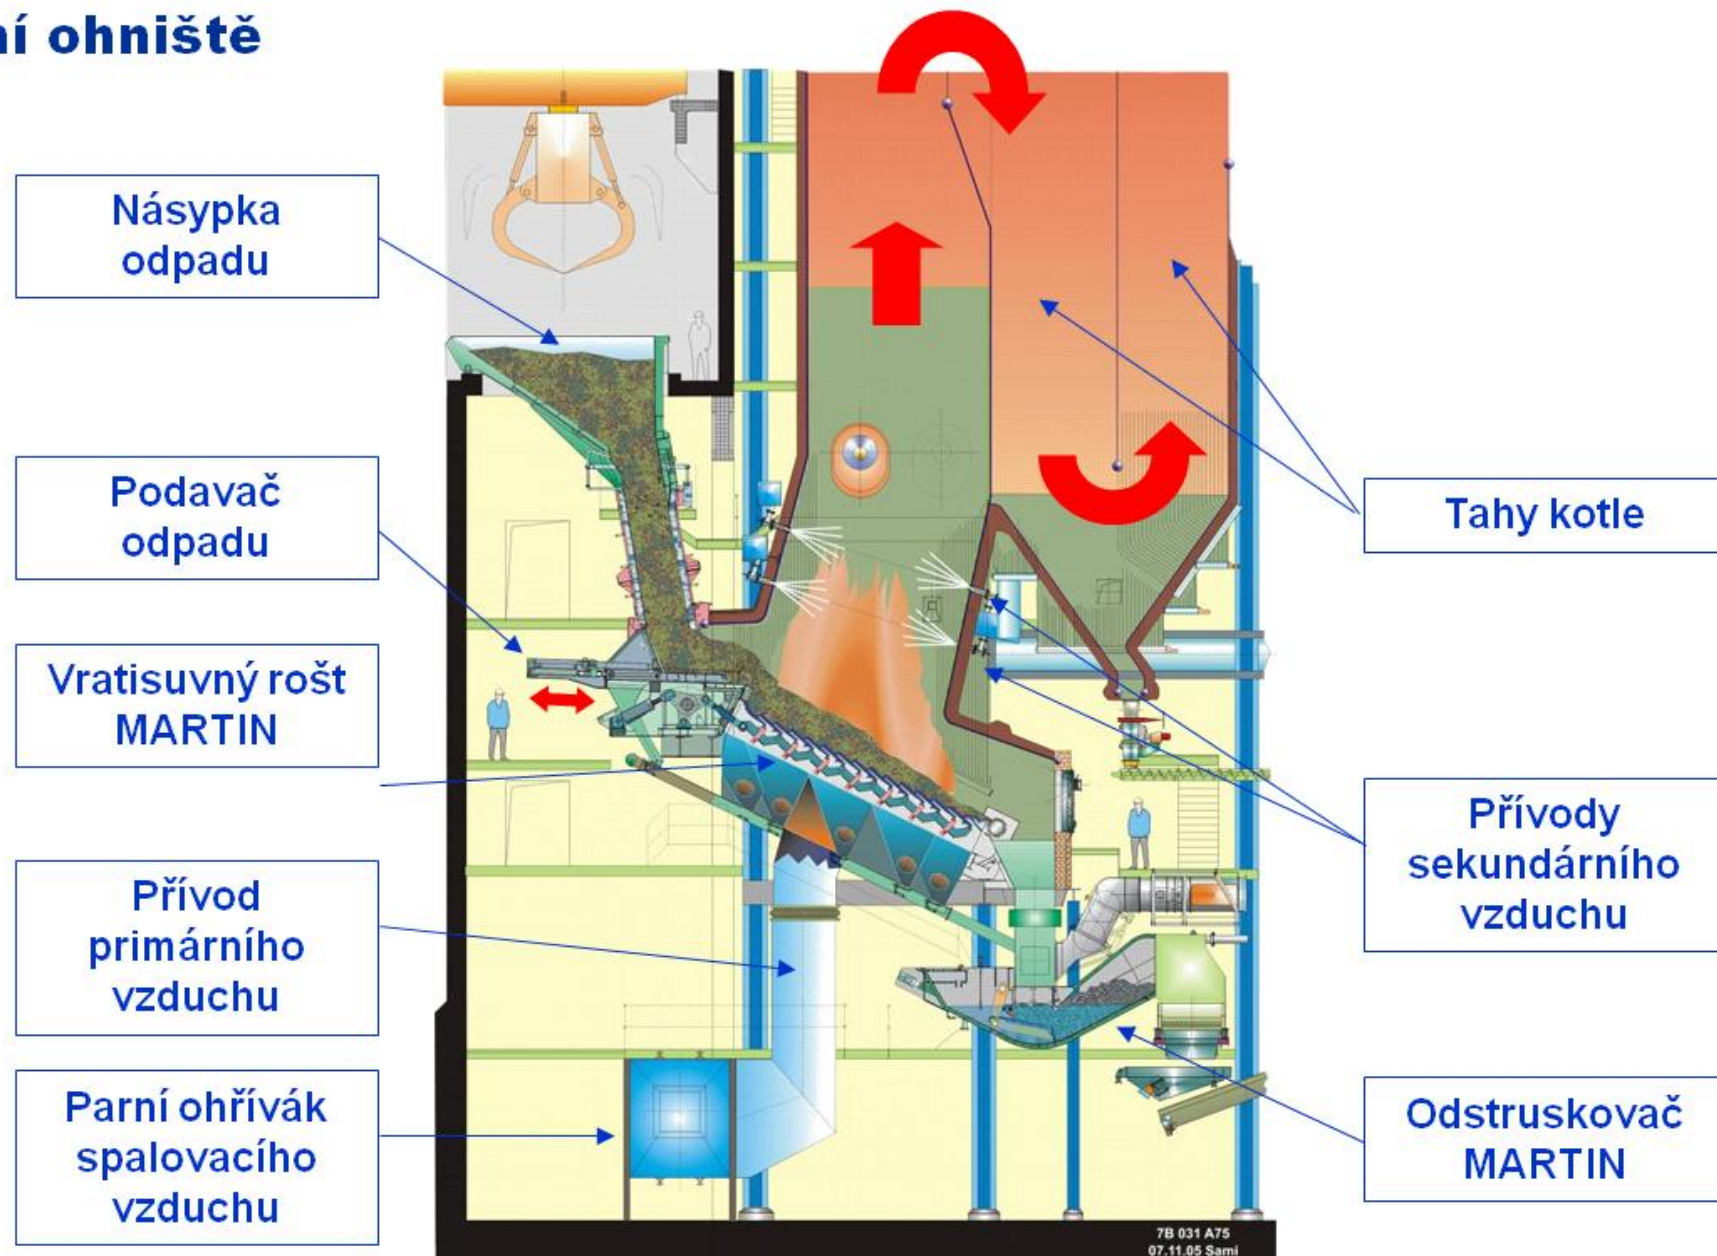 ní ohniště
Násypka
odpadu
Podavač
odpadu
Vratisuvný rošt
MARTIN
Přívod
primárního
vzduchu
Parní ohřívák
spalovacího
vzduchu
Tahy kotle
Přívody
sekundárního
vzduchu
Odstruskovač
MARTIN
7B 031 A75
07.11.05 Sami